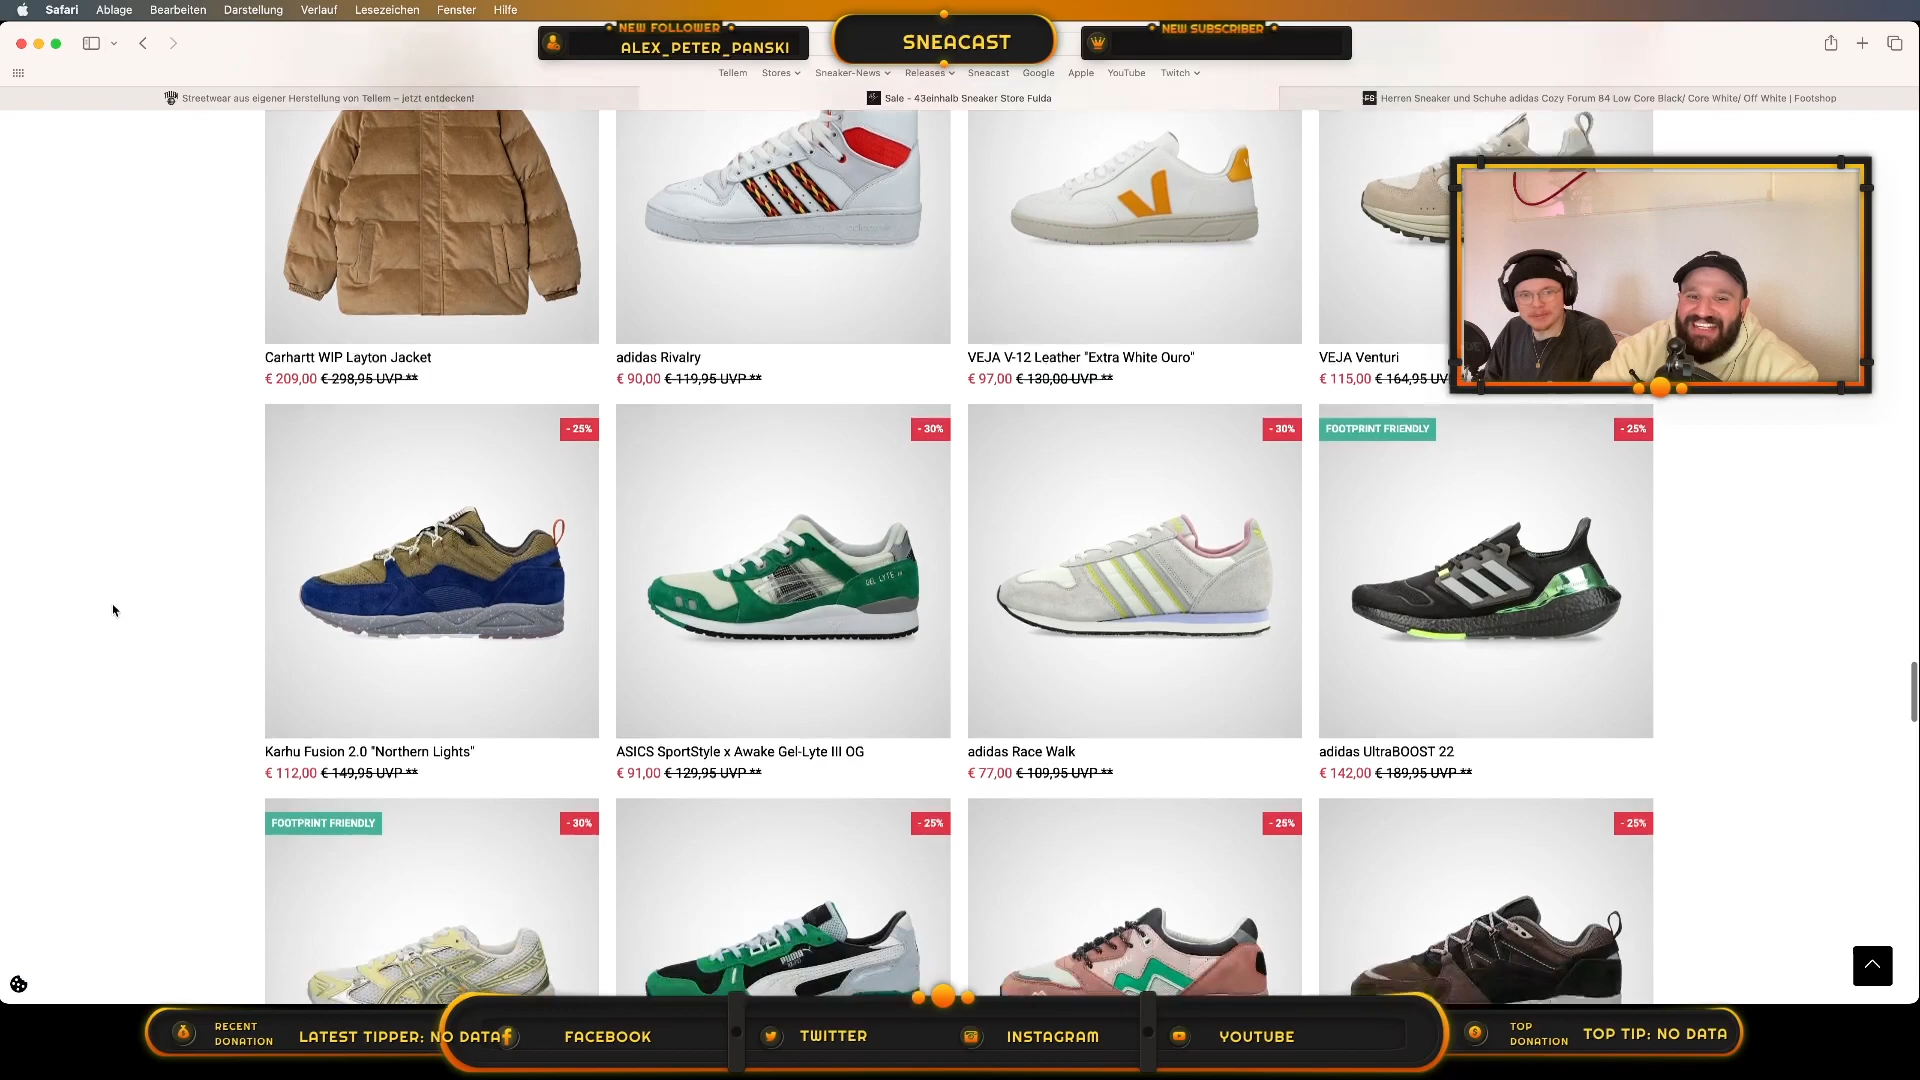 Safari Ablage Bearbeiten Darstellung Verlauf Lesezeichen Fenster Hilfe
NEW FOLLOWER
ALEX_PETER_PANSKI
SNEACAST
NEW SUBSCRIBER
Tellem Stores Sneaker-News Releases Sneacast Google Apple YouTube Twitch
Streetwear aus eigener Herstellung von Tellem – jetzt entdecken!
Sale - 43einhalb Sneaker Store Fulda
FS Herren Sneaker und Schuhe adidas Cozy Forum 84 Low Core Black/ Core White/ Off White | Footshop
Carhartt WIP Layton Jacket
€ 209,00 € 298,95 UVP **
adidas Rivalry
€ 90,00 € 119,95 UVP **
VEJA V-12 Leather "Extra White Ouro"
€ 97,00 € 130,00 UVP **
VEJA Venturi
€ 115,00 € 164,95 UV
- 25%
- 30%
- 30%
FOOTPRINT FRIENDLY
- 25%
GEL LYTE III
Karhu Fusion 2.0 "Northern Lights"
€ 112,00 € 149,95 UVP **
ASICS SportStyle x Awake Gel-Lyte III OG
€ 91,00 € 129,95 UVP **
adidas Race Walk
€ 77,00 € 109,95 UVP **
adidas UltraBOOST 22
€ 142,00 € 189,95 UVP **
FOOTPRINT FRIENDLY
- 30%
- 25%
- 25%
- 25%
PUMA
RECENT DONATION
LATEST TIPPER: NO DATA
FACEBOOK
TWITTER
INSTAGRAM
YOUTUBE
TOP DONATION
TOP TIP: NO DATA